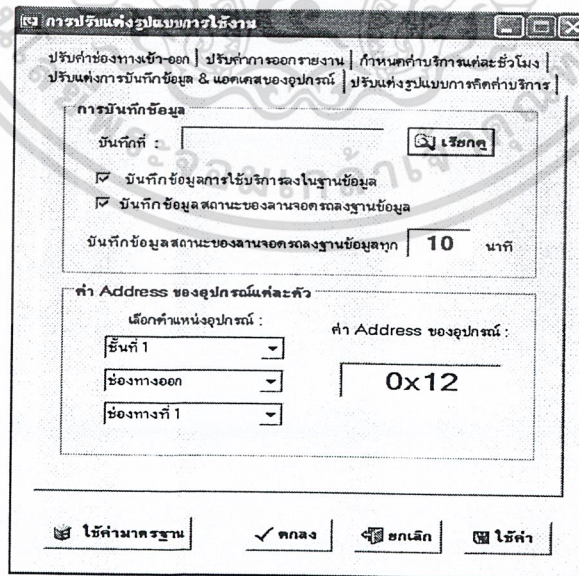 การปรับแต่งรูปแบบการใช้งาน
ปรับค่าช่องทางเข้า-ออก | ปรับค่าการออกรายงาน | กำหนดค่าบริการแต่ละชั่วโมง
ปรับแต่งการบันทึกข้อมูล & แอดเดสของอุปกรณ์ | ปรับแต่งรูปแบบการคิดค่าบริการ
การบันทึกข้อมูล
บันทึกที่ : เรียกดู
บันทึกข้อมูลการใช้บริการลงในฐานข้อมูล
บันทึกข้อมูลสถานะของลานจอดรถลงฐานข้อมูล
บันทึกข้อมูลสถานะของลานจอดรถลงฐานข้อมูลทุก 10 นาที
ค่า Address ของอุปกรณ์แต่ละตัว
เลือกตำแหน่งอุปกรณ์ : ค่า Address ของอุปกรณ์ :
ชั้นที่ 1
ช่องทางออก 0x12
ช่องทางที่ 1
ใช้ค่ามาตรฐาน ตกลง ยกเลิก ใช้ค่า